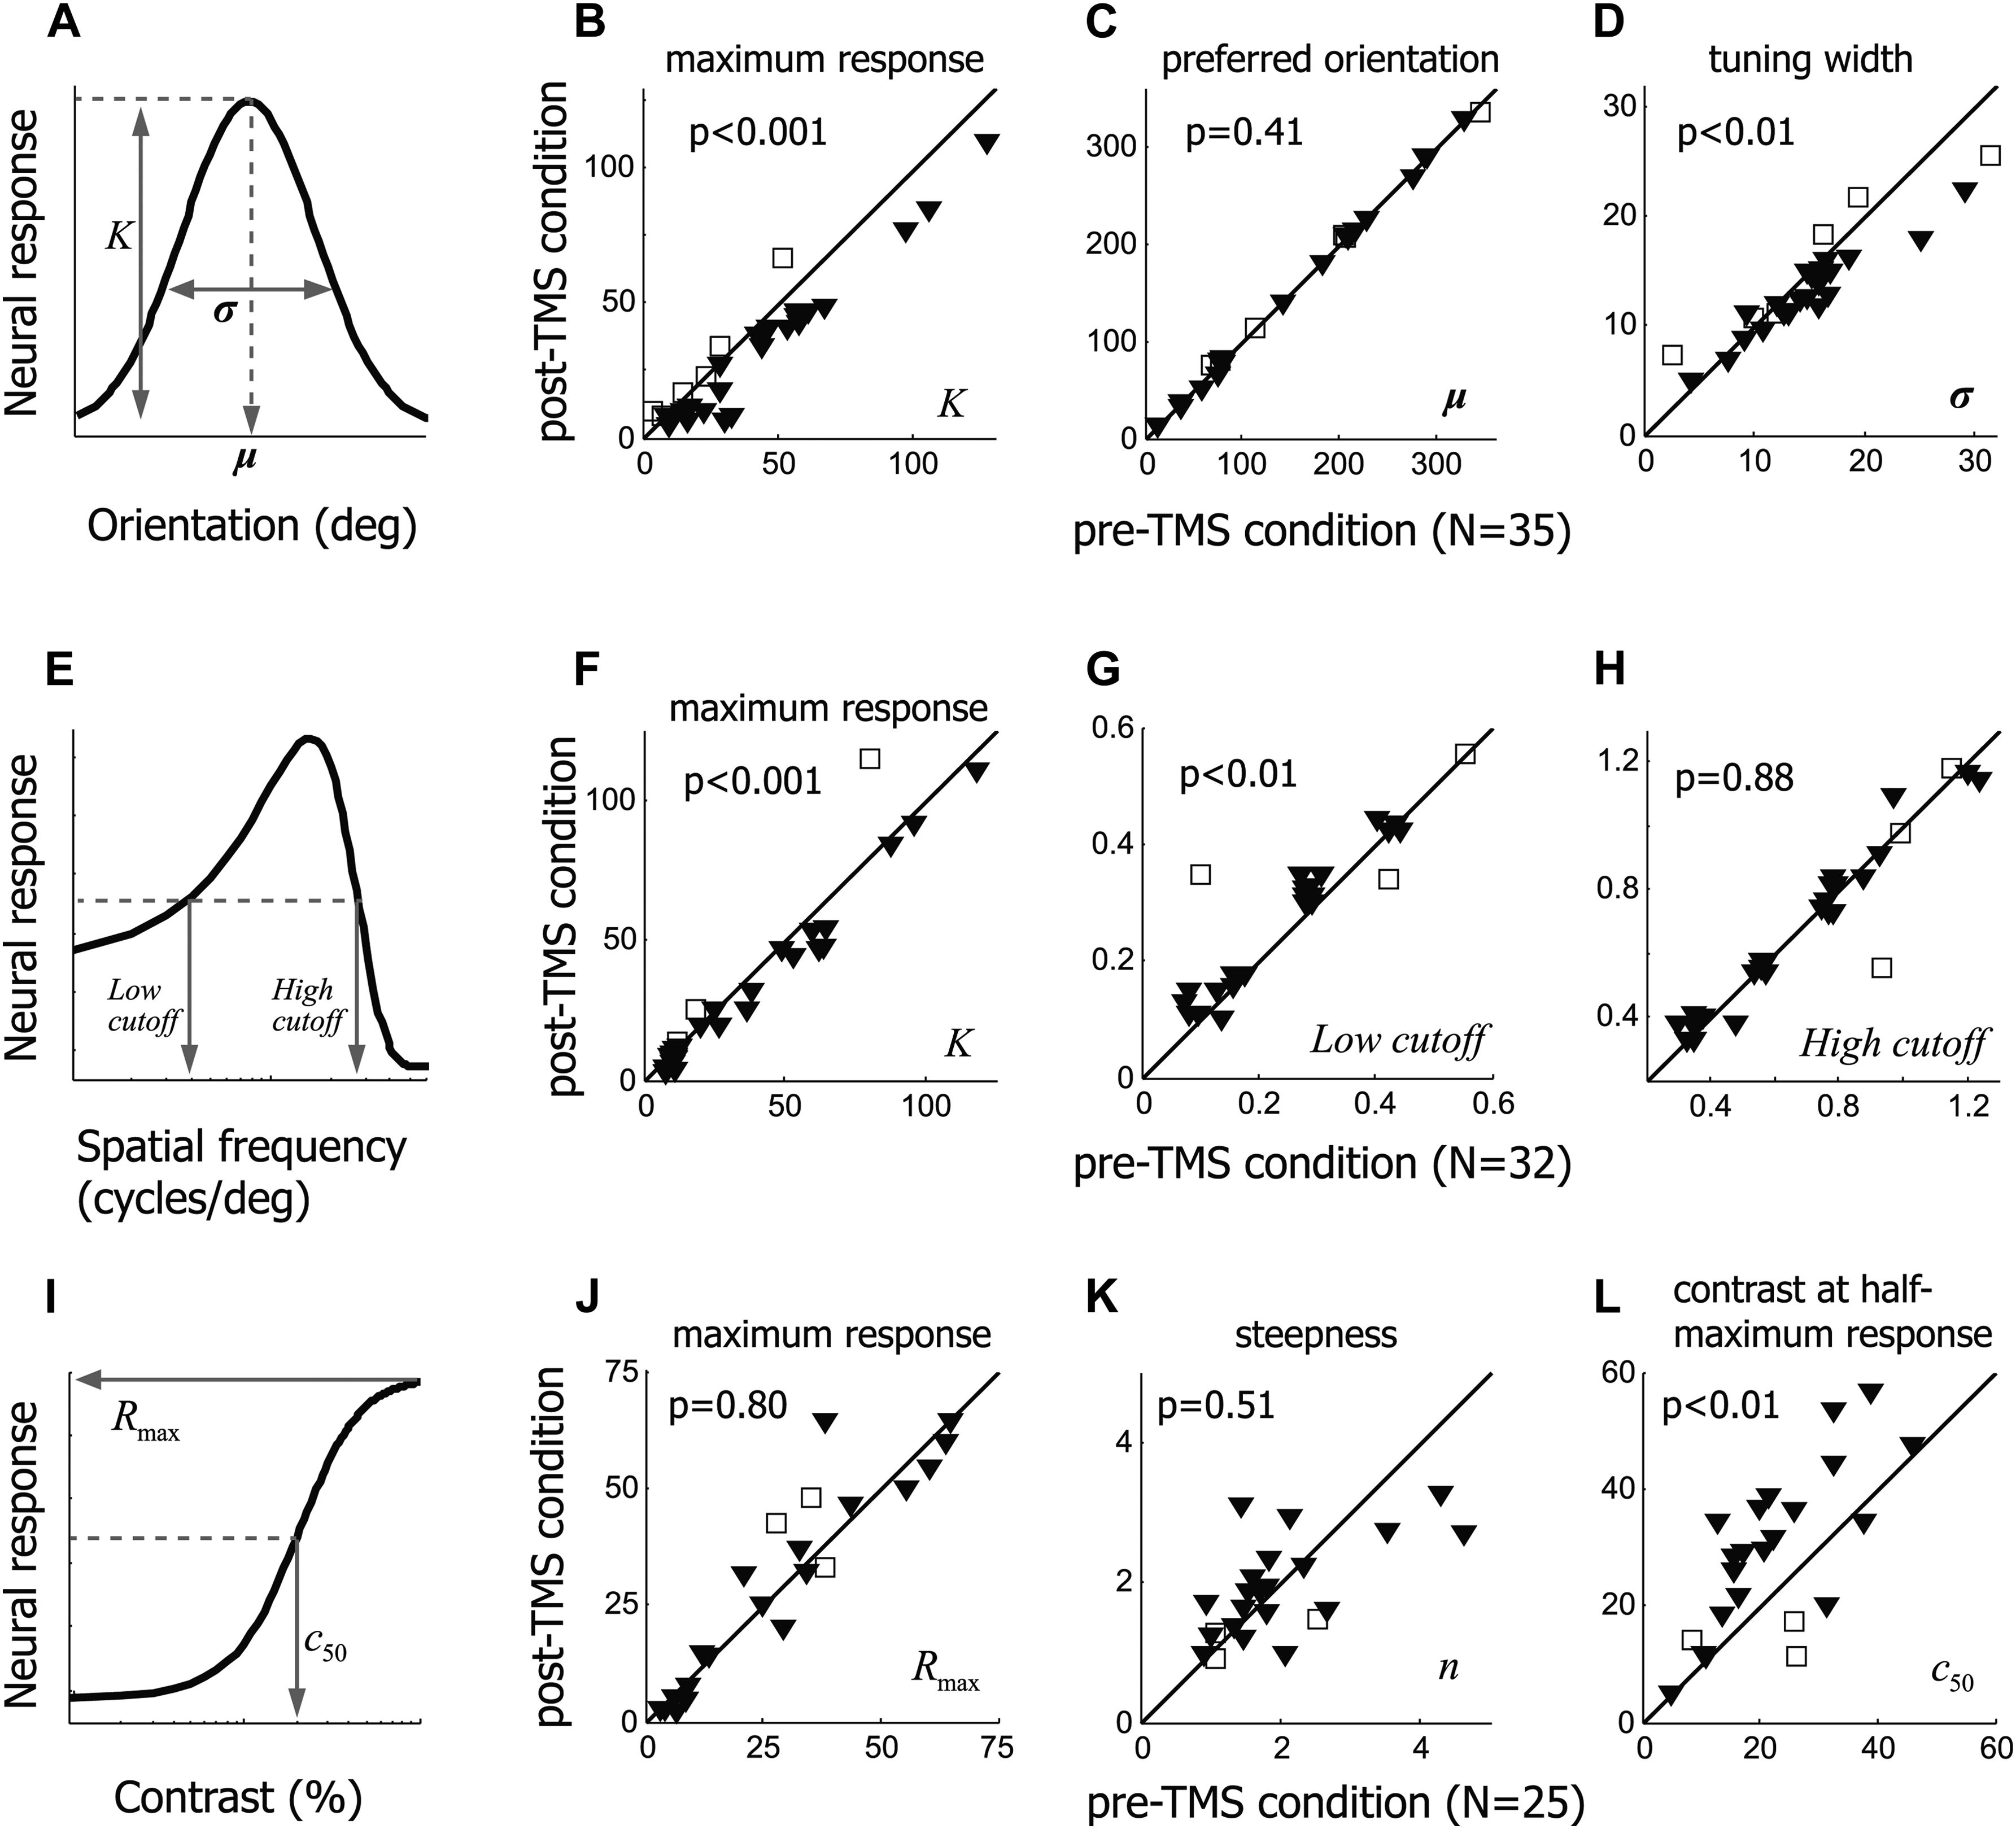 A
Neural response
K
σ
μ
Orientation (deg)
B
maximum response
post-TMS condition
p<0.001
K
100
50
0
0 50 100
C
preferred orientation
p=0.41
μ
300
200
100
0
0 100 200 300
pre-TMS condition (N=35)
D
tuning width
p<0.01
σ
30
20
10
0
0 10 20 30
E
Neural response
Low
cutoff
High
cutoff
Spatial frequency
(cycles/deg)
F
maximum response
post-TMS condition
p<0.001
K
100
50
0
0 50 100
G
p<0.01
Low cutoff
0.6
0.4
0.2
0
0 0.2 0.4 0.6
pre-TMS condition (N=32)
H
p=0.88
High cutoff
1.2
0.8
0.4
0.4 0.8 1.2
I
Neural response
Rmax
c50
Contrast (%)
J
maximum response
post-TMS condition
p=0.80
Rmax
75
50
25
0
0 25 50 75
K
steepness
p=0.51
n
4
2
0
0 2 4
pre-TMS condition (N=25)
L
contrast at half-
maximum response
p<0.01
c50
60
40
20
0
0 20 40 60